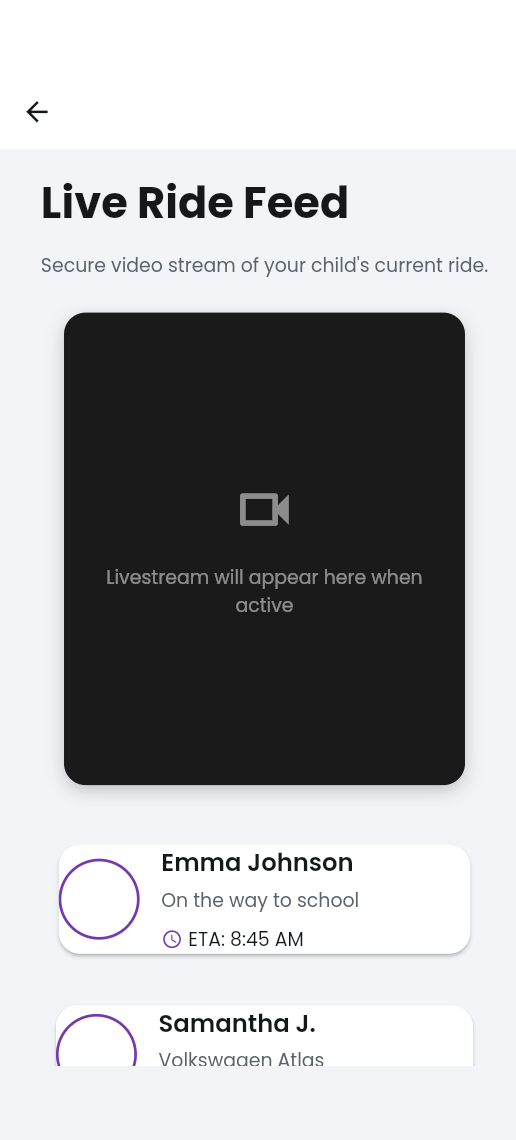 Live Ride Feed
Secure video stream of your child's current ride.
Livestream will appear here when
active
Emma Johnson
On the way to school
ETA: 8:45 AM
Samantha J.
Volkswagen Atlas